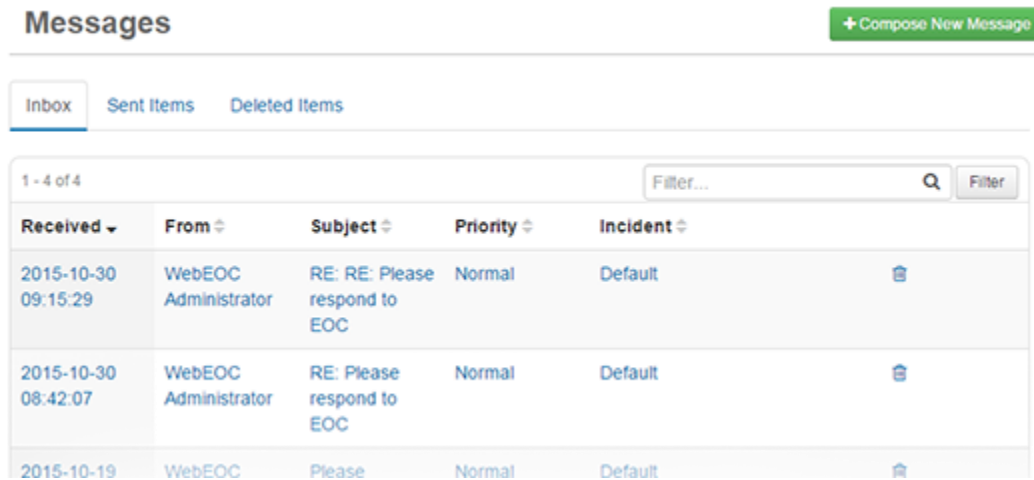 Messages
+ Compose New Message
Inbox Sent Items Deleted Items
1 - 4 of 4 Filter... Filter
Received From Subject Priority Incident
2015-10-30 WebEOC RE: RE: Please Normal Default
09:15:29 Administrator respond to
EOC
2015-10-30 WebEOC RE: Please Normal Default
08:42:07 Administrator respond to
EOC
2015-10-19 WebEOC Please Normal Default